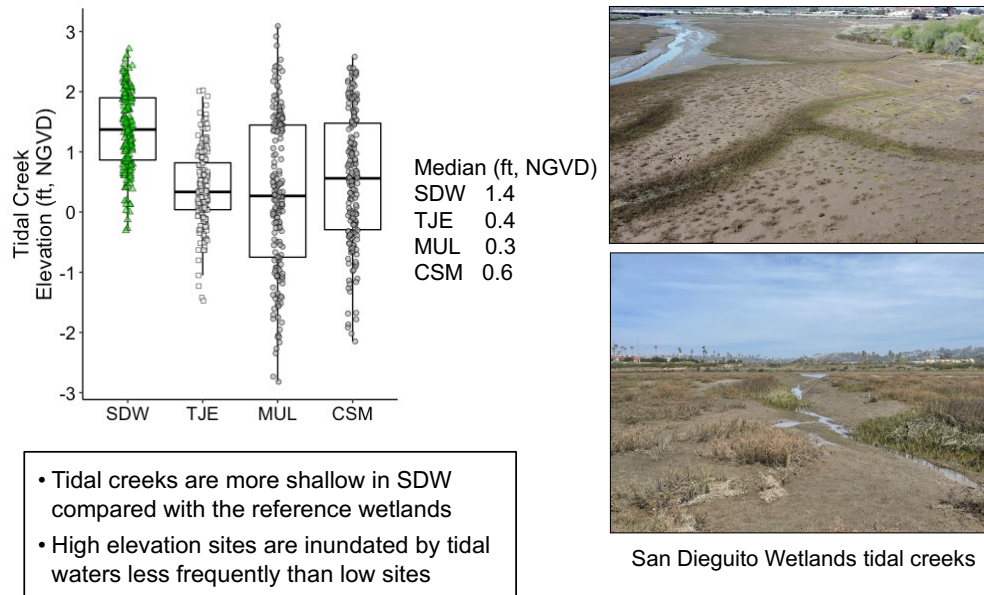 Tidal Creek
Elevation (ft, NGVD)
3
2
1
0
-1
-2
-3
SDW TJE MUL CSM
Median (ft, NGVD)
SDW 1.4
TJE 0.4
MUL 0.3
CSM 0.6
• Tidal creeks are more shallow in SDW
compared with the reference wetlands
• High elevation sites are inundated by tidal
waters less frequently than low sites
San Dieguito Wetlands tidal creeks